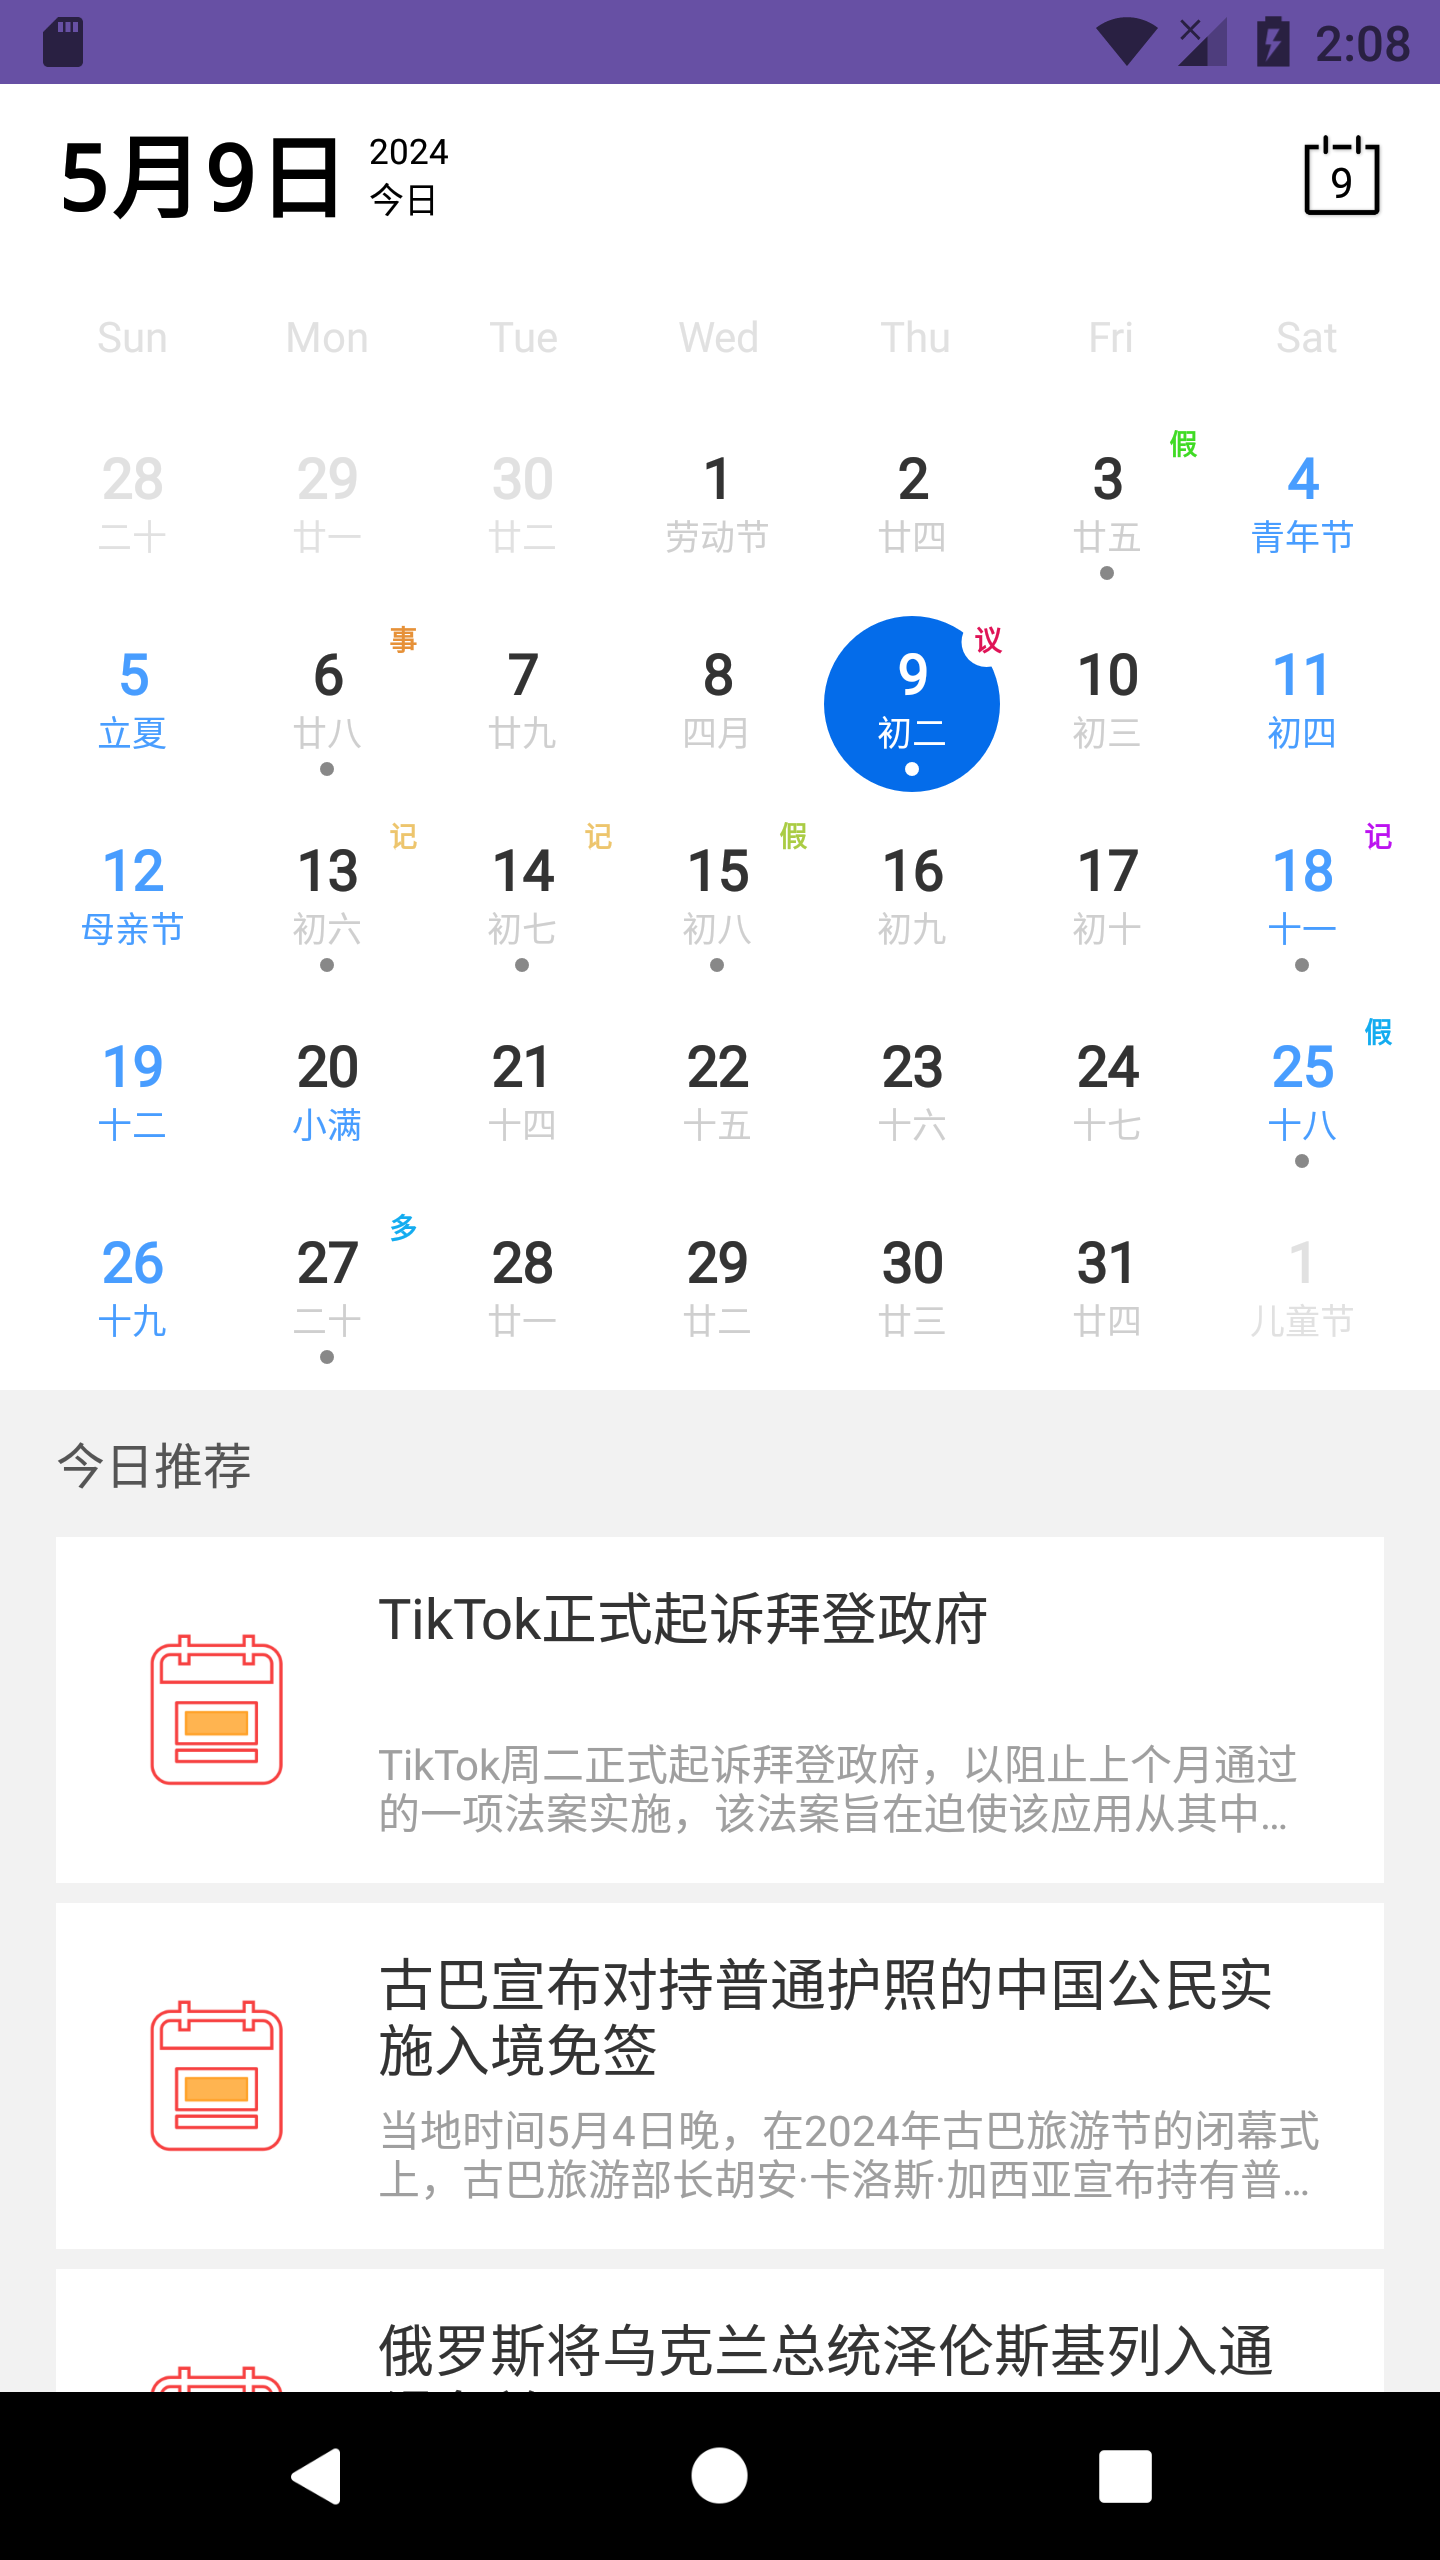 2:08
5月9日
2024
今日
9
Sun Mon Tue Wed Thu Fri Sat
28 29 30 1 2 3 假 4
二十 廿一 廿二 劳动节 廿四 廿五 青年节
5 6 事 7 8 9 议 10 11
立夏 廿八 廿九 四月 初二 初三 初四
12 13 记 14 记 15 假 16 17 18 记
母亲节 初六 初七 初八 初九 初十 十一
19 20 21 22 23 24 25 假
十二 小满 十四 十五 十六 十七 十八
26 27 多 28 29 30 31 1
十九 二十 廿一 廿二 廿三 廿四 儿童节
今日推荐
TikTok正式起诉拜登政府
TikTok周二正式起诉拜登政府，以阻止上个月通过
的一项法案实施，该法案旨在迫使该应用从其中...
古巴宣布对持普通护照的中国公民实
施入境免签
当地时间5月4日晚，在2024年古巴旅游节的闭幕式
上，古巴旅游部长胡安·卡洛斯·加西亚宣布持有普...
俄罗斯将乌克兰总统泽伦斯基列入通